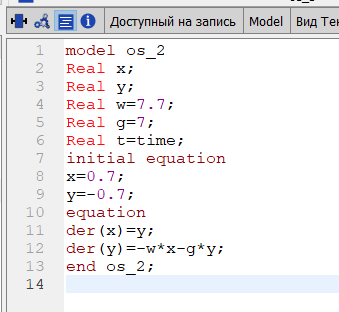 Доступный на запись Model Вид Тек
1 model os_2
2 Real x;
3 Real y;
4 Real w=7.7;
5 Real g=7;
6 Real t=time;
7 initial equation
8 x=0.7;
9 y=-0.7;
10 equation
11 der(x)=y;
12 der(y)=-w*x-g*y;
13 end os_2;
14